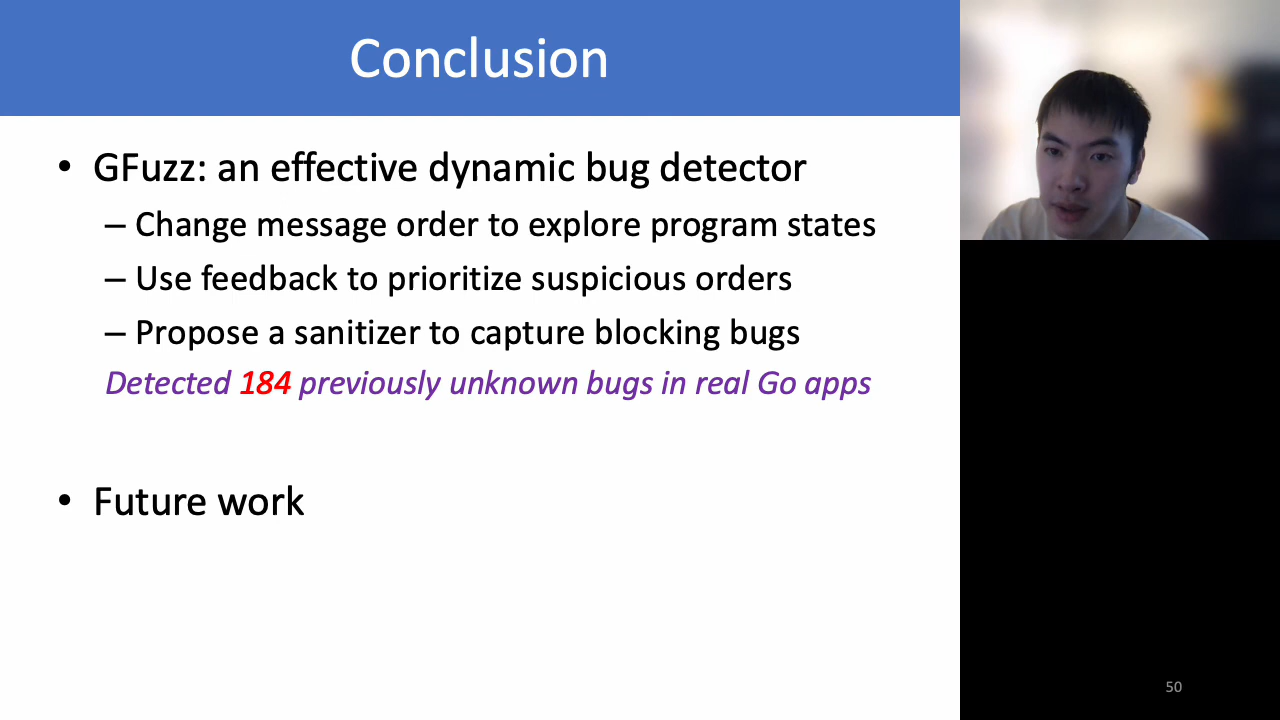 Conclusion
• GFuzz: an effective dynamic bug detector
– Change message order to explore program states
– Use feedback to prioritize suspicious orders
– Propose a sanitizer to capture blocking bugs
Detected 184 previously unknown bugs in real Go apps
• Future work
50